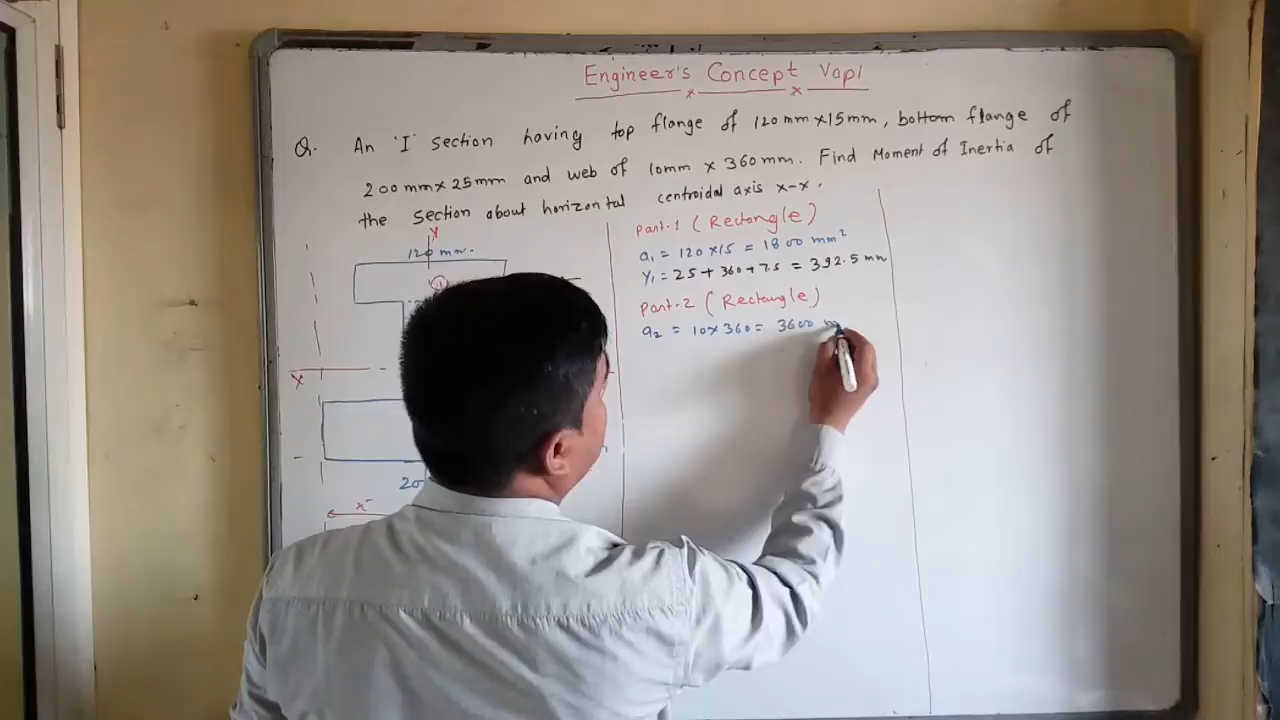 Engineer's Concept Vapi
Q. An 'I' section having top flange of 120mm×15mm, bottom flange of
200mm×25mm and web of 10mm × 360mm. Find Moment of Inertia of
the section about horizontal centroidal axis x-x.
Y
120 mm.
1
X
20
x̄
Part-1 (Rectangle)
a₁ = 120×15 = 1800 mm²
Y₁ = 25+360+7.5 = 392.5 mm
Part-2 (Rectangle)
a₂ = 10×360 = 3600 m